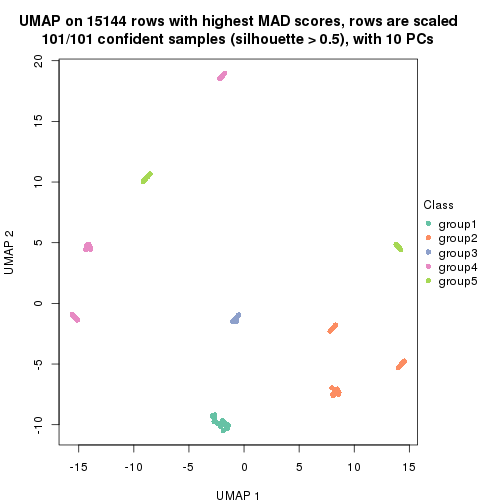 UMAP on 15144 rows with highest MAD scores, rows are scaled
101/101 confident samples (silhouette > 0.5), with 10 PCs
20
15
10
5
0
-5
-10
UMAP 2
-15
-10
-5
0
5
10
15
UMAP 1
Class
group1
group2
group3
group4
group5